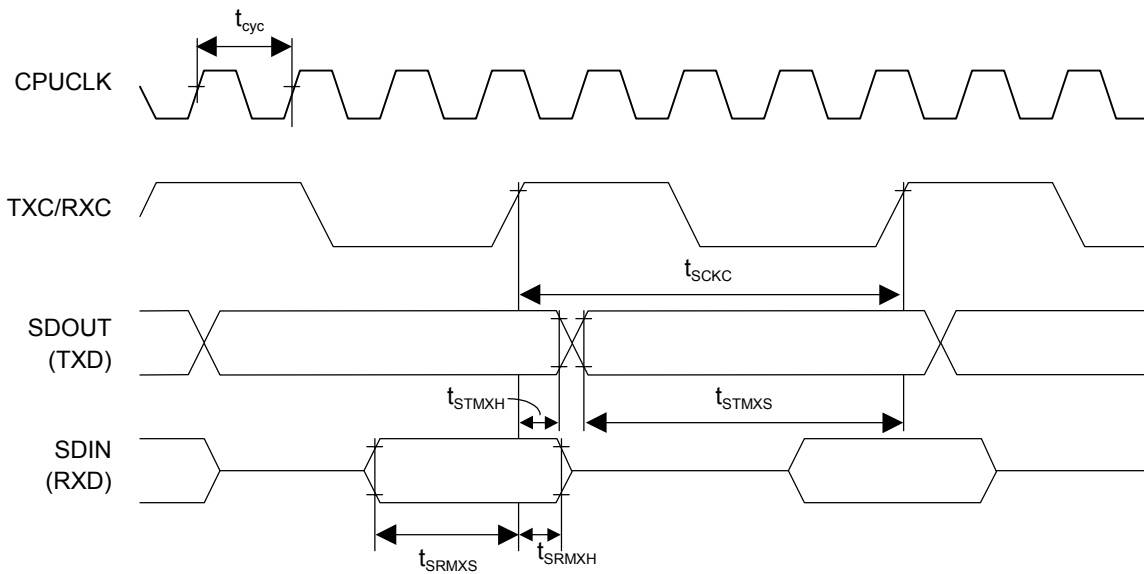 tcyc
CPUCLK
TXC/RXC
tSCKC
SDOUT
(TXD)
tSTMXH
tSTMXS
SDIN
(RXD)
tSRMXS
tSRMXH